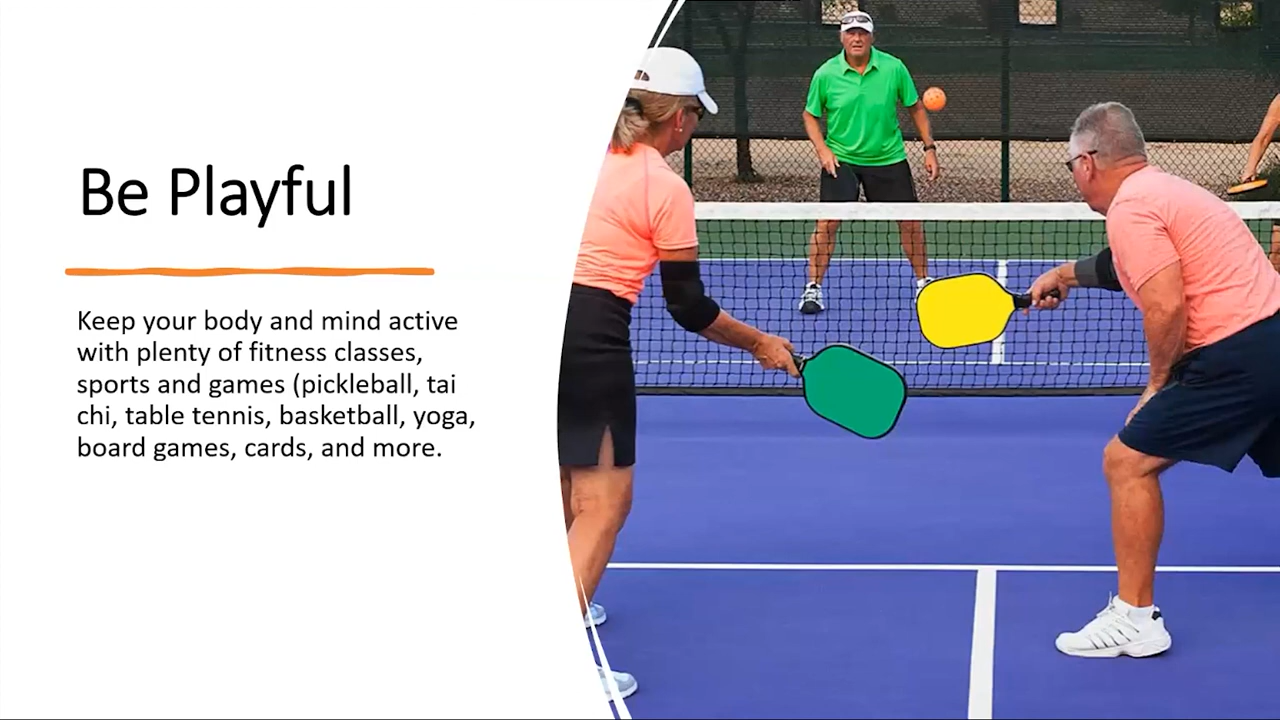 Be Playful
Keep your body and mind active
with plenty of fitness classes,
sports and games (pickleball, tai
chi, table tennis, basketball, yoga,
board games, cards, and more.